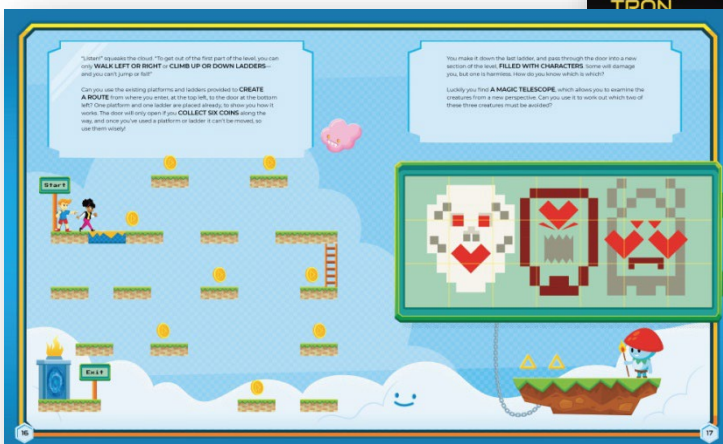 TRON
"Listen!" squeaks the cloud. "To get out of the first part of the level, you can
only WALK LEFT OR RIGHT or CLIMB UP OR DOWN LADDERS—
and you can't jump or fall!"
Can you use the existing platforms and ladders provided to CREATE
A ROUTE from where you enter, at the top left, to the door at the bottom
left? One platform and one ladder are placed already, to show you how it
works. The door will only open if you COLLECT SIX COINS along the
way, and once you've used a platform or ladder it can't be moved, so
use them wisely!
You make it down the last ladder, and pass through the door into a new
section of the level, FILLED WITH CHARACTERS. Some will damage
you, but one is harmless. How do you know which is which?
Luckily you find A MAGIC TELESCOPE, which allows you to examine the
creatures from a new perspective. Can you use it to work out which two of
these three creatures must be avoided?
Start
Exit
16
17